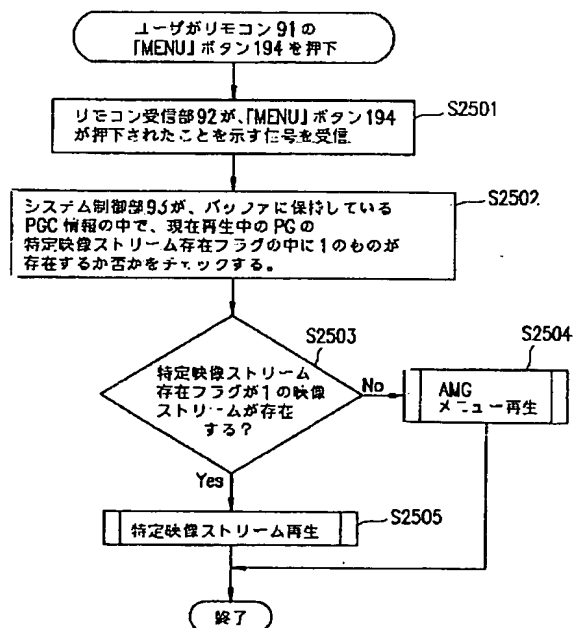 ユーザがリモコン91の
「MENU」ボタン194を押下
リモコン受信部92が、「MENU」ボタン194
が押下されたことを示す信号を受信
S2501
システム制御部93が、バッファに保持している
PGC情報の中で、現在再生中のPGの
特定映像ストリーム存在フラグの中に1のものが
存在するか否かをチェックする。
S2502
特定映像ストリーム
存在フラグが1の映像
ストリームが存在
する?
S2503
No
AMG
メニュー再生
S2504
Yes
特定映像ストリーム再生
S2505
終了